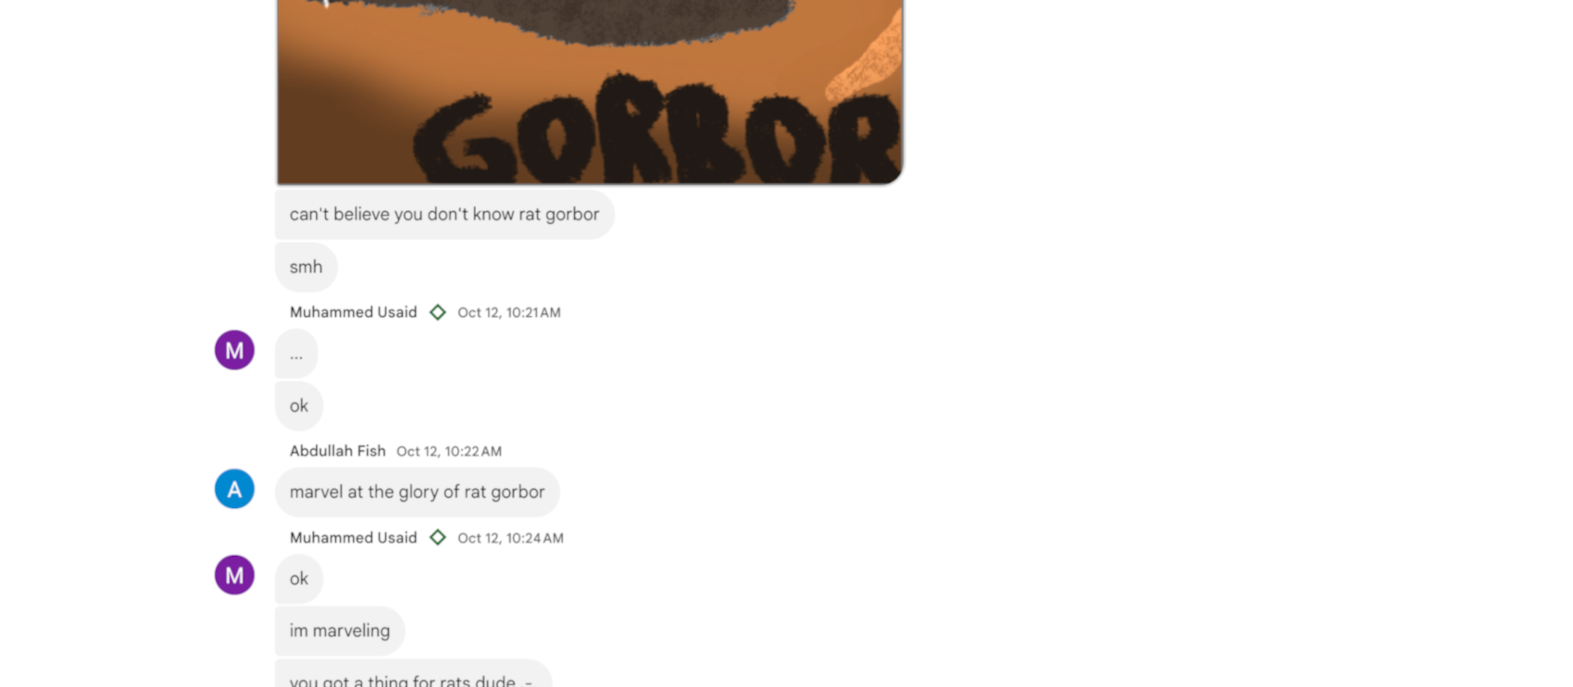 GORBOR
can't believe you don't know rat gorbor
smh
Muhammed Usaid Oct 12, 10:21 AM
M
...
ok
Abdullah Fish Oct 12, 10:22 AM
A
marvel at the glory of rat gorbor
Muhammed Usaid Oct 12, 10:24 AM
M
ok
im marveling
you got a thing for rats dude -